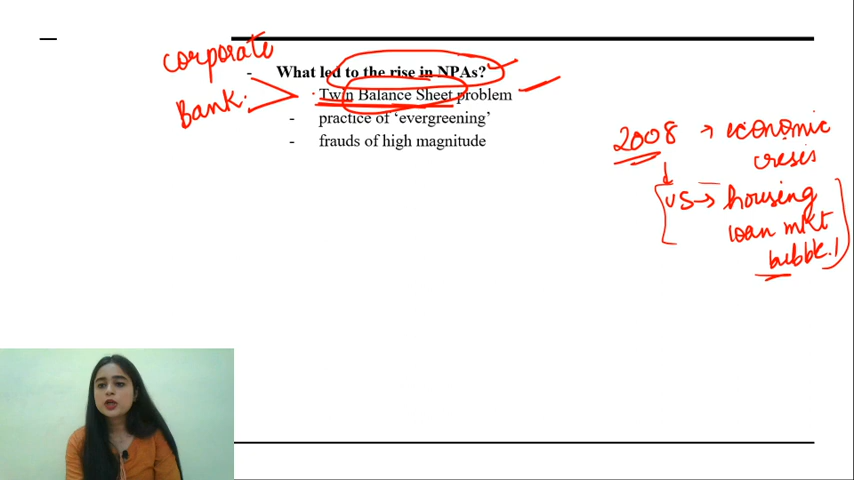 corporate
Bank.
- What led to the rise in NPAs?
· Twin Balance Sheet problem
- practice of ‘evergreening’
- frauds of high magnitude
2008 → economic
cresis
US → housing
loan mkt
bubble.